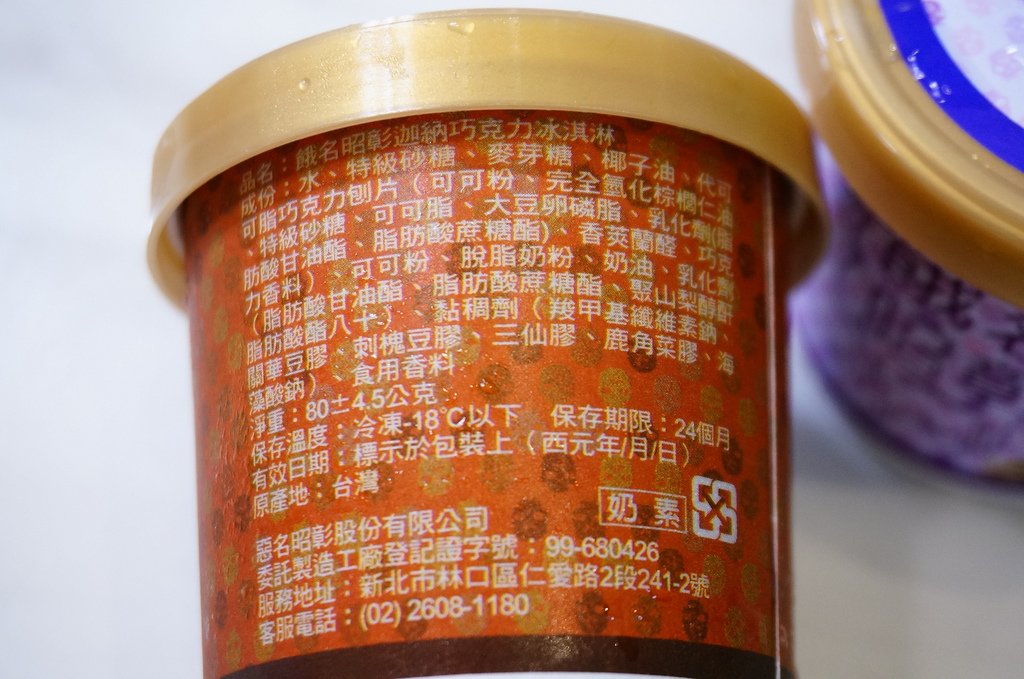 品名：餓名昭彰迦納巧克力冰淇淋
成份：水、特級砂糖、麥芽糖、椰子油、代可
可脂巧克力刨片（可可粉、完全氫化棕櫚仁油
、特級砂糖、可可脂、大豆卵磷脂、乳化劑(脂
肪酸甘油酯、脂肪酸蔗糖酯)、香莢蘭醛、巧克
力香料）、可可粉、脫脂奶粉、奶油、乳化劑
（脂肪酸甘油酯、脂肪酸蔗糖酯、聚山梨醇酐
脂肪酸酯八十）、黏稠劑（羧甲基纖維素鈉、
關華豆膠、刺槐豆膠、三仙膠、鹿角菜膠、海
藻酸鈉）、食用香料
淨重：80±4.5公克
保存溫度：冷凍-18℃以下 保存期限：24個月
有效日期：標示於包裝上（西元年/月/日）
原產地：台灣
奶 素
惡名昭彰股份有限公司
委託製造工廠登記證字號：99-680426
服務地址：新北市林口區仁愛路2段241-2號
客服電話：(02) 2608-1180